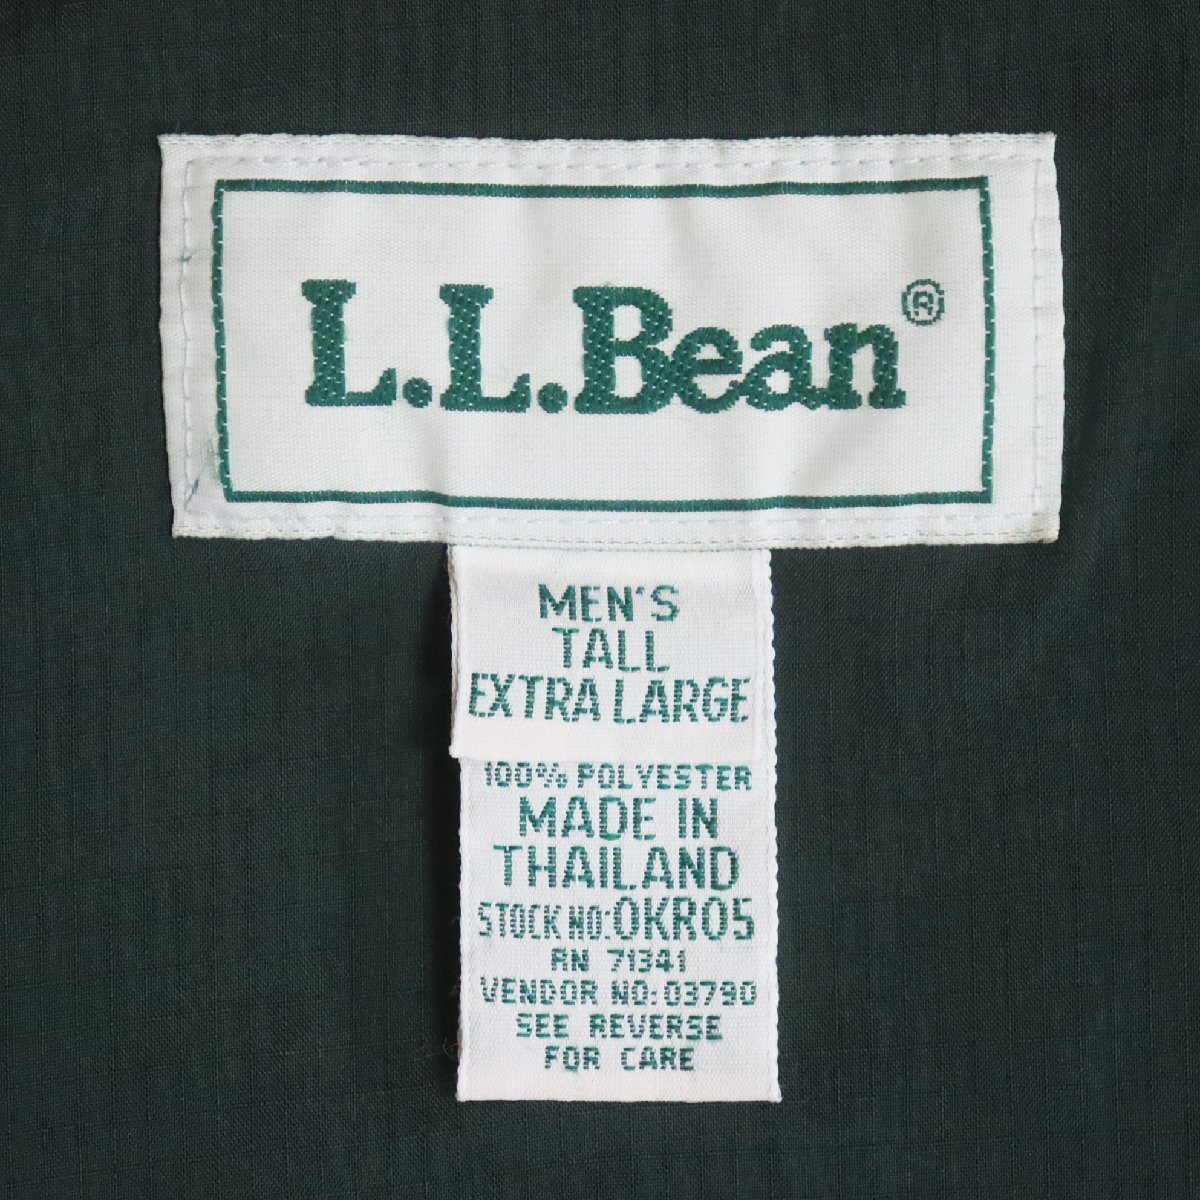 L.L.Bean®
MEN'S
TALL
EXTRA LARGE
100% POLYESTER
MADE IN
THAILAND
STOCK NO: 0KR05
RN 71341
VENDOR NO: 03790
SEE REVERSE
FOR CARE